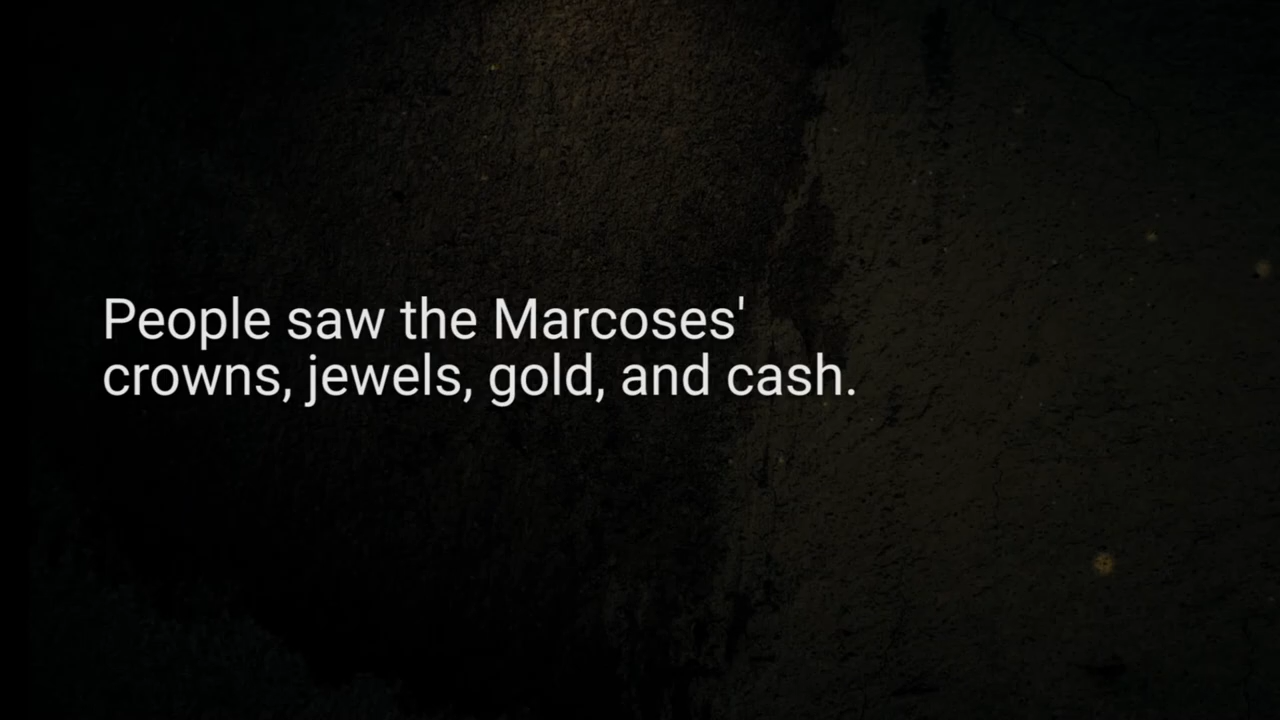 People saw the Marcoses'
crowns, jewels, gold, and cash.